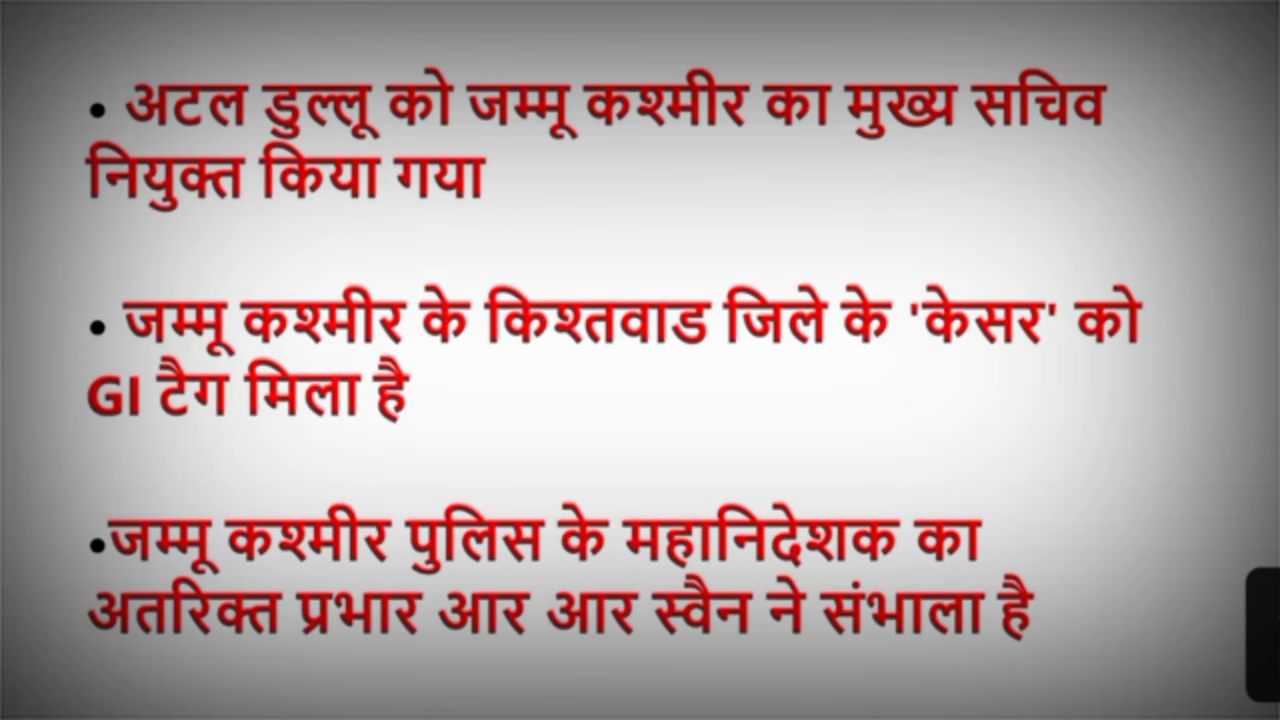 • अटल डुल्लू को जम्मू कश्मीर का मुख्य सचिव
नियुक्त किया गया
• जम्मू कश्मीर के किश्तवाड जिले के 'केसर' को
GI टैग मिला है
•जम्मू कश्मीर पुलिस के महानिदेशक का
अतरिक्त प्रभार आर आर स्वैन ने संभाला है